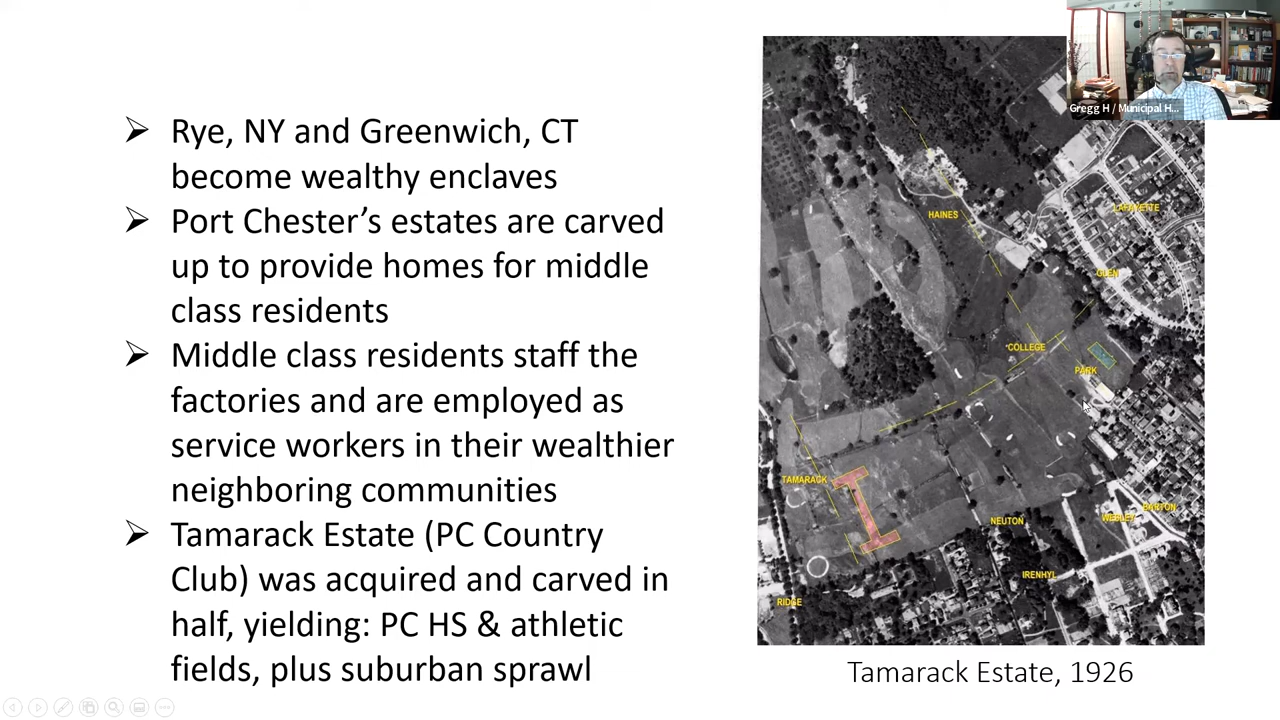 Gregg H / Municipal H...
➢ Rye, NY and Greenwich, CT
become wealthy enclaves
➢ Port Chester’s estates are carved
up to provide homes for middle
class residents
➢ Middle class residents staff the
factories and are employed as
service workers in their wealthier
neighboring communities
➢ Tamarack Estate (PC Country
Club) was acquired and carved in
half, yielding: PC HS & athletic
fields, plus suburban sprawl
LAFAYETTE
HAINES
GLEN
COLLEGE
PARK
TAMARACK
BARTON
WESLEY
NEUTON
IRENHYL
RIDGE
Tamarack Estate, 1926